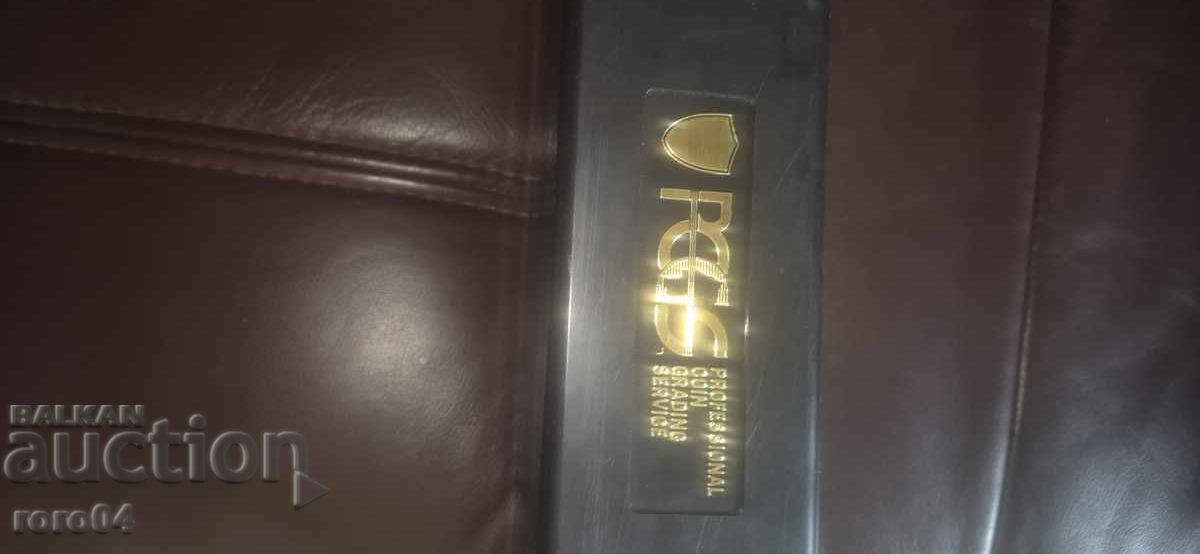 PCGS
PROFESSIONAL
COIN
GRADING
SERVICE
BALKAN
auction
roro04